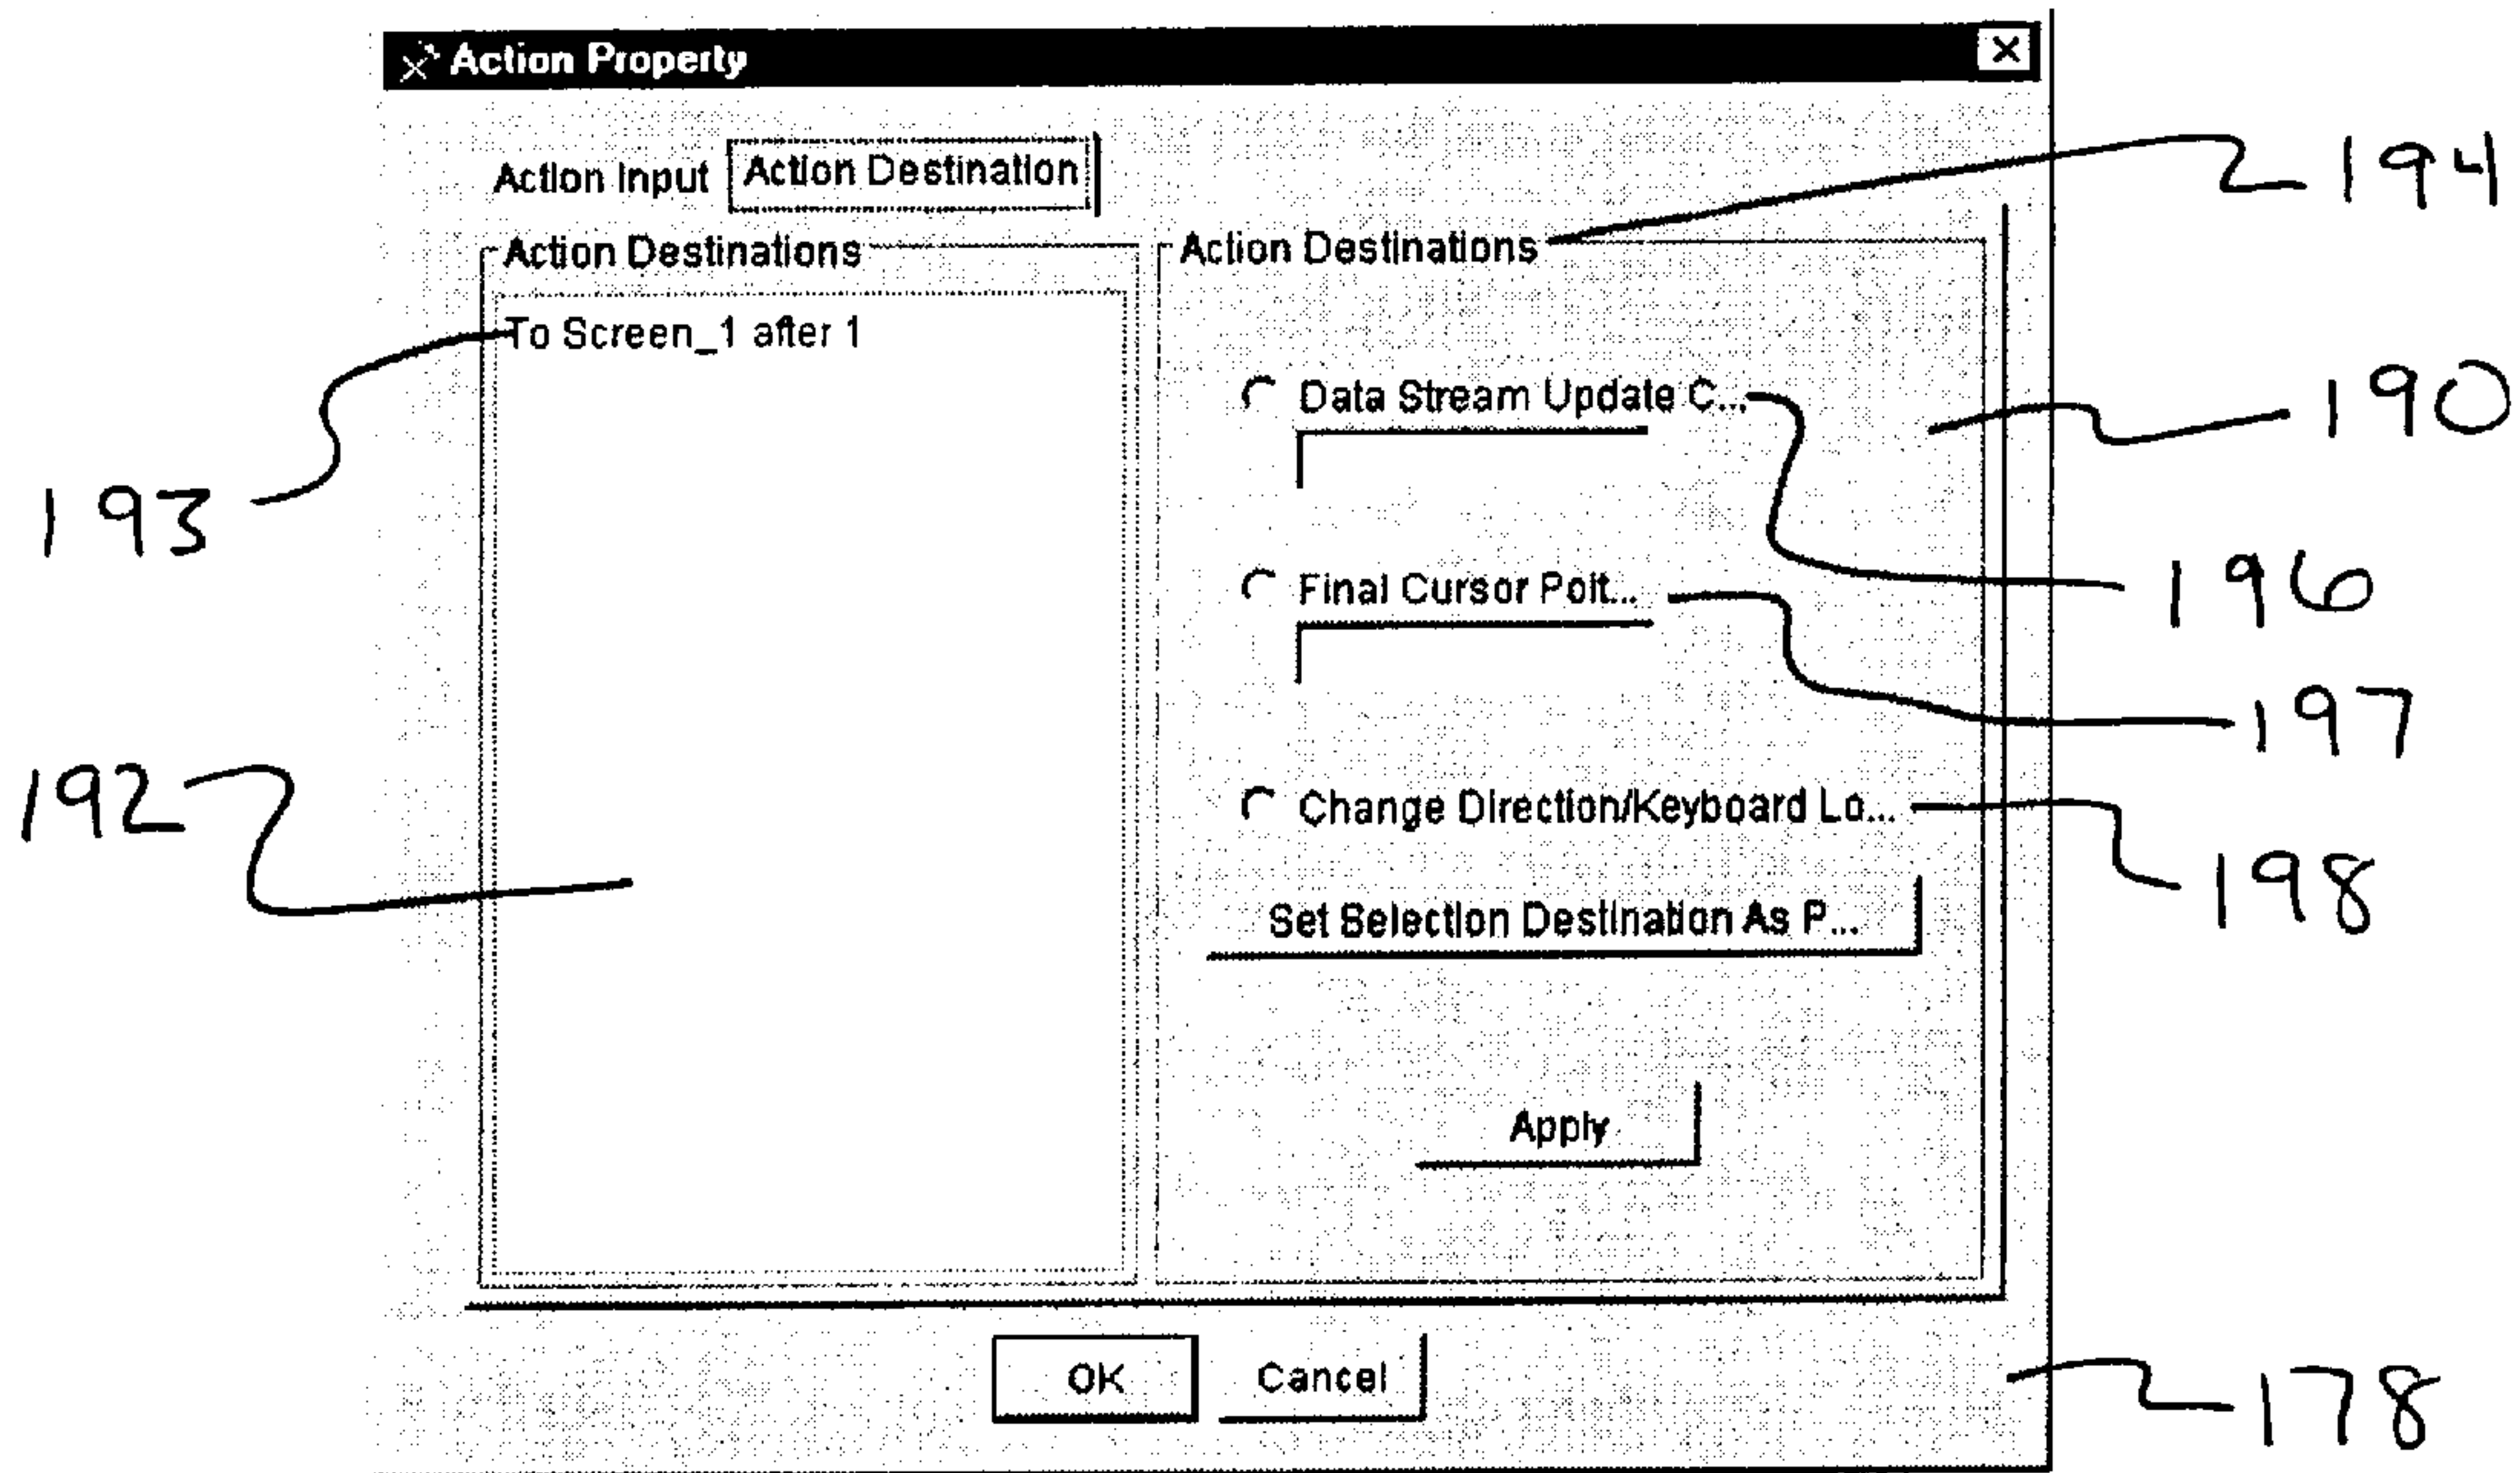 Action Property
Action Input Action Destination
194
Action Destinations
Action Destinations
To Screen_1 after 1
193
192
Data Stream Update C...
190
196
Final Cursor Poit...
197
Change Direction/Keyboard Lo...
198
Set Selection Destination As P...
Apply
OK
Cancel
178